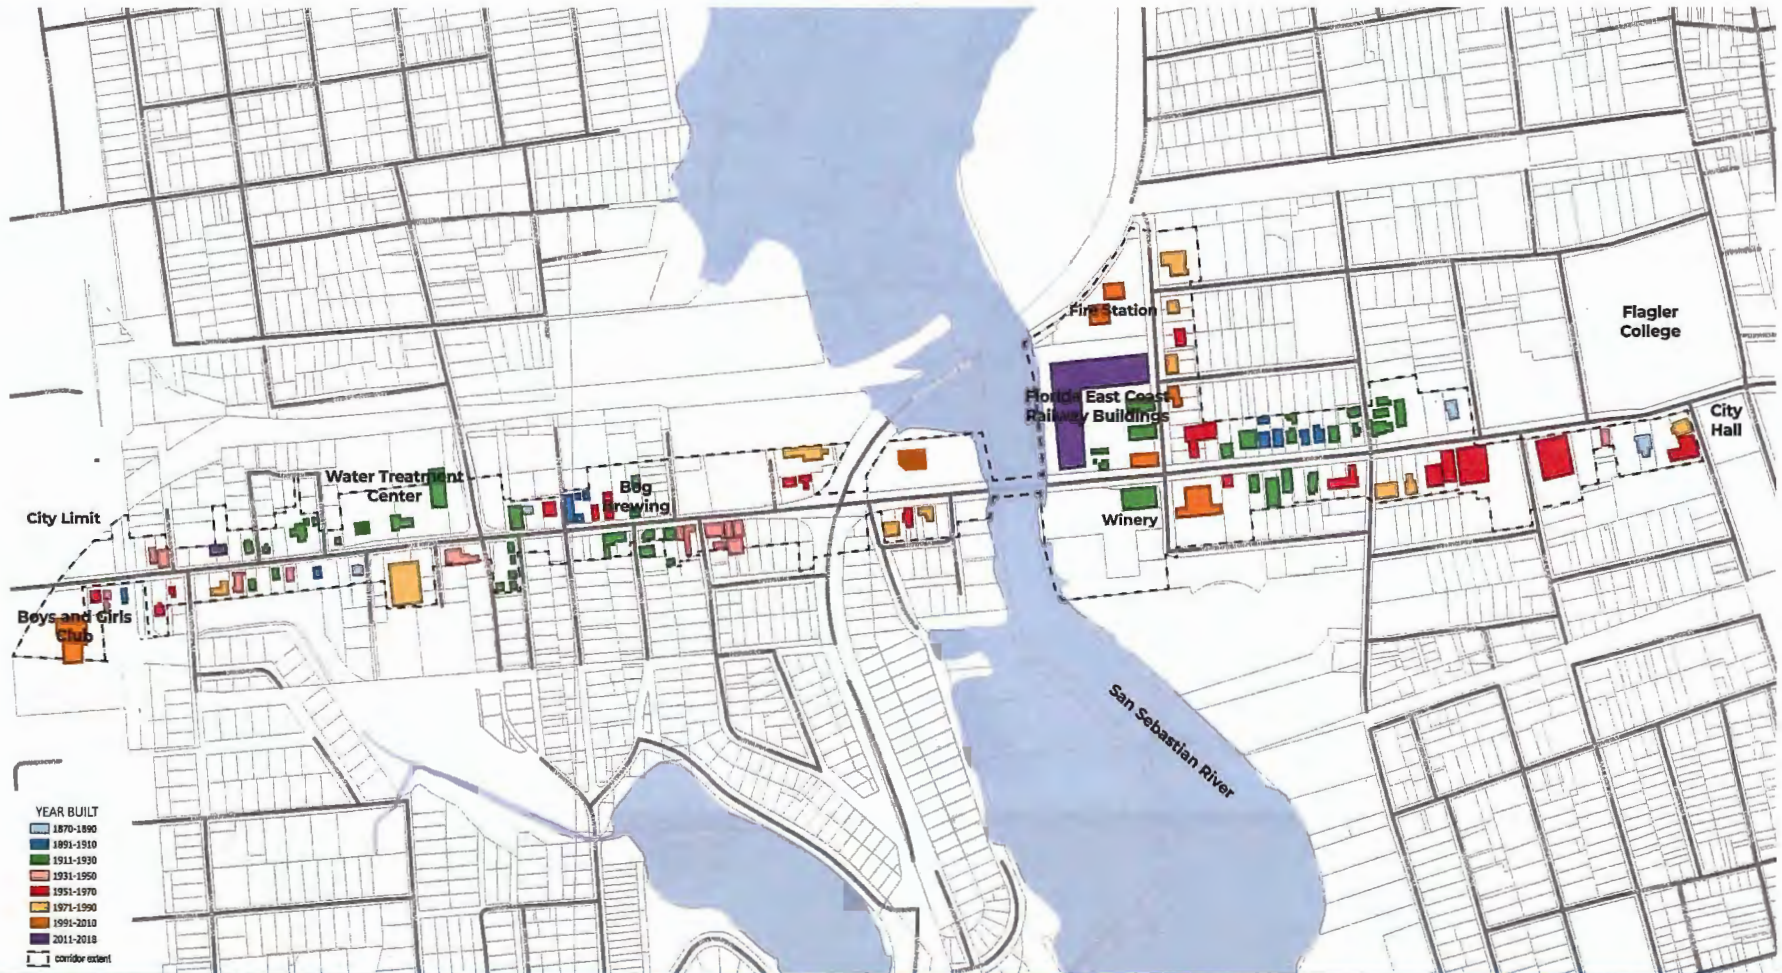 Fire Station
Flagler
College
Florida East Coast
Railway Buildings
City
Hall
Water Treatment
Center
Bog
Brewing
City Limit
Winery
Boys and Girls
Club
San Sebastian River
YEAR BUILT
1870-1890
1891-1910
1911-1930
1931-1950
1951-1970
1971-1990
1991-2010
2011-2018
corridor extent